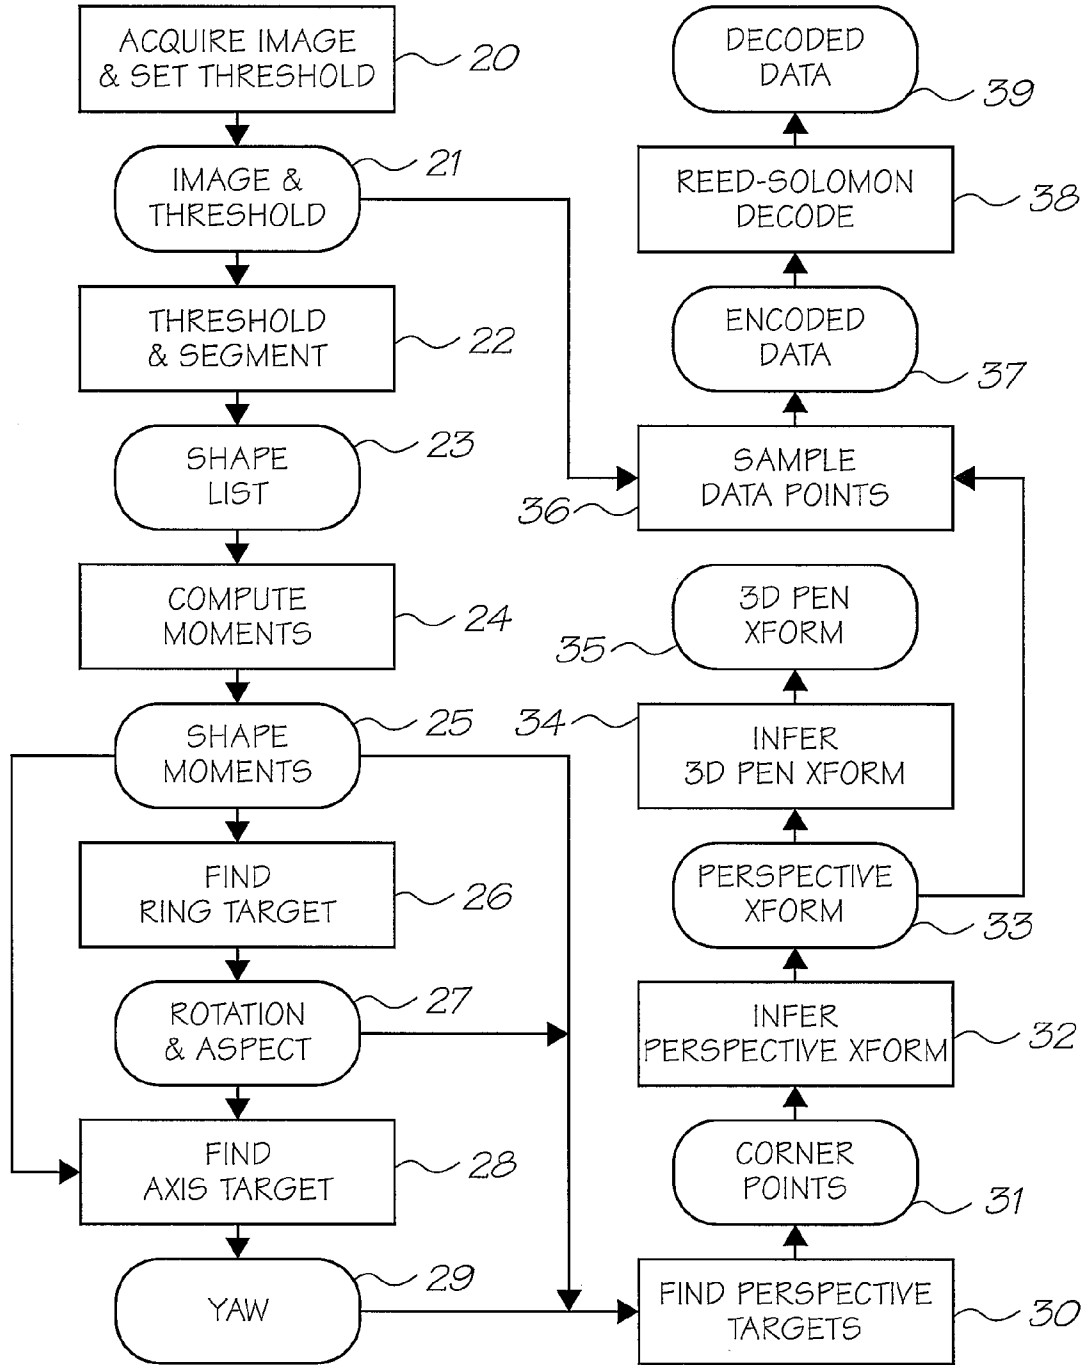 ACQUIRE IMAGE
& SET THRESHOLD
20
IMAGE &
THRESHOLD
21
THRESHOLD
& SEGMENT
22
SHAPE
LIST
23
COMPUTE
MOMENTS
24
SHAPE
MOMENTS
25
FIND
RING TARGET
26
ROTATION
& ASPECT
27
FIND
AXIS TARGET
28
YAW
29
DECODED
DATA
39
REED-SOLOMON
DECODE
38
ENCODED
DATA
37
SAMPLE
DATA POINTS
36
3D PEN
XFORM
35
INFER
3D PEN XFORM
34
PERSPECTIVE
XFORM
33
INFER
PERSPECTIVE XFORM
32
CORNER
POINTS
31
FIND PERSPECTIVE
TARGETS
30